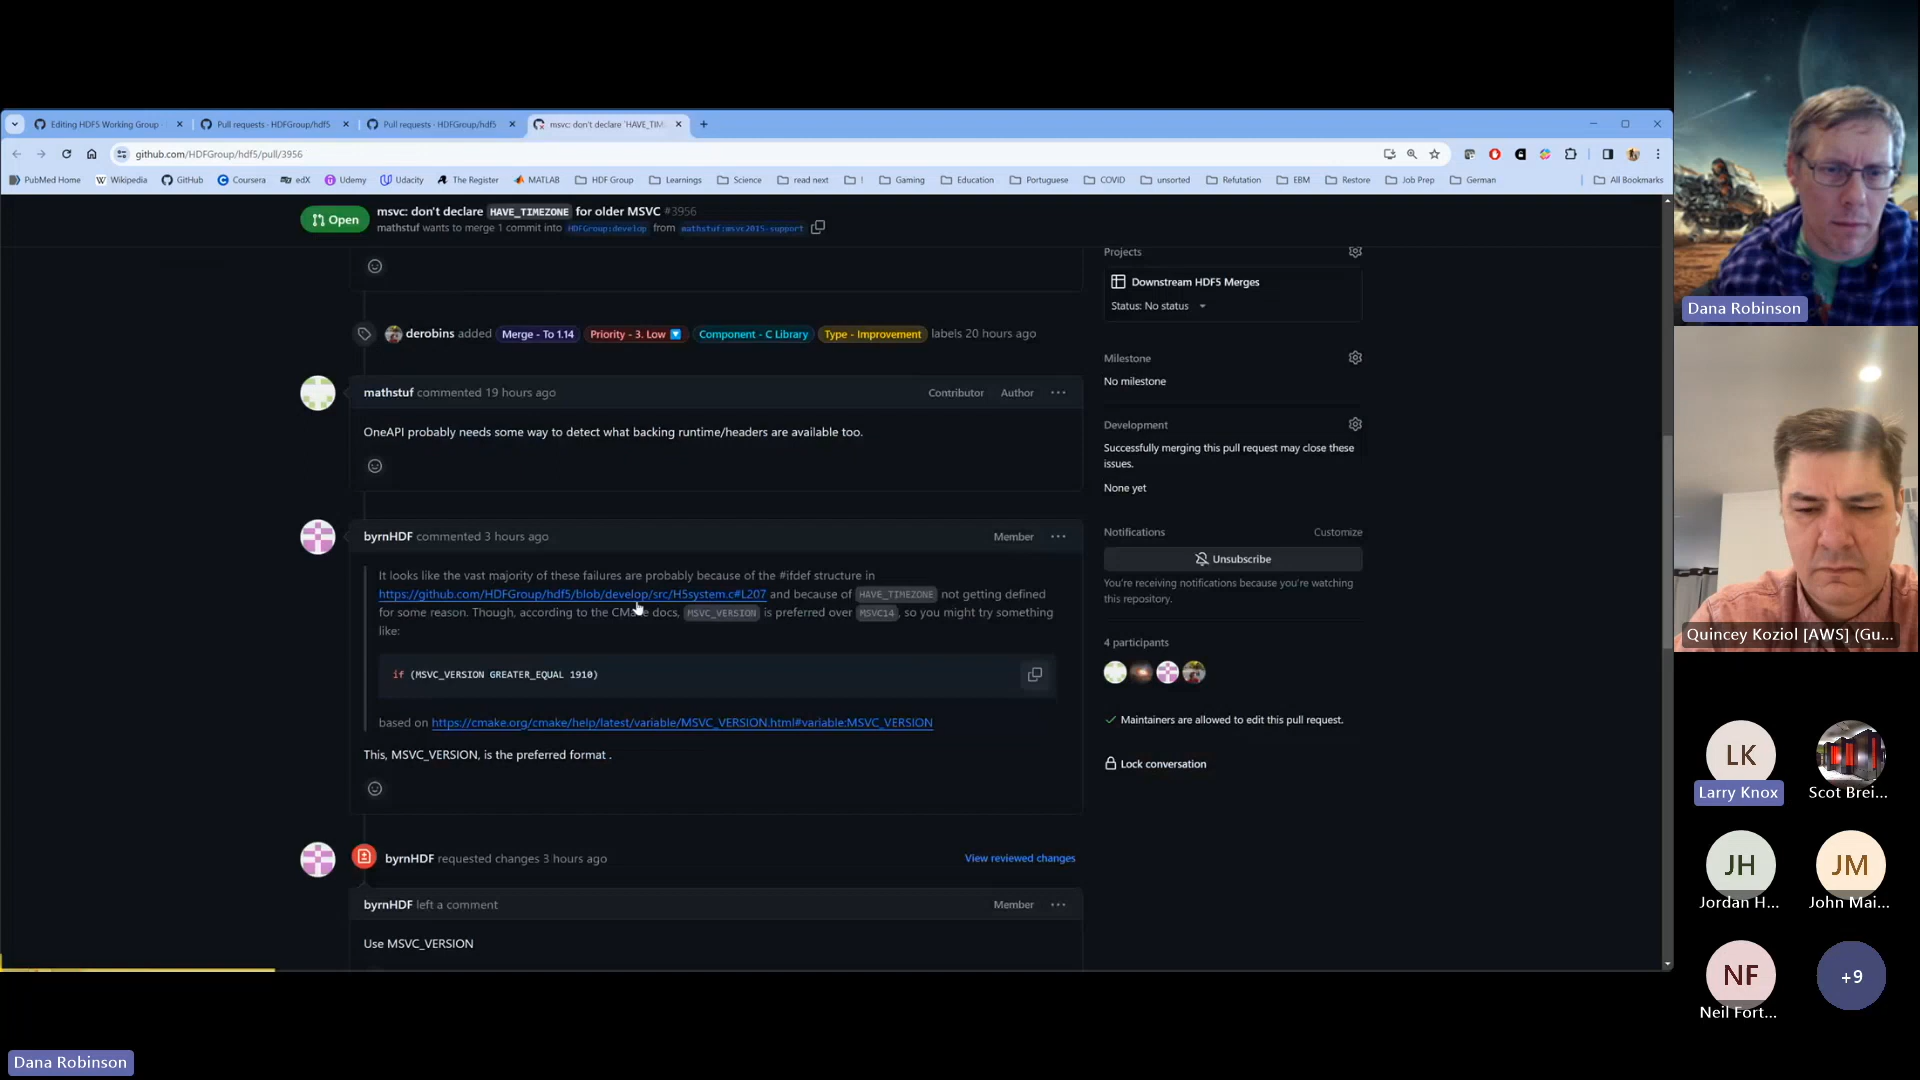 Editing HDF5 Working Group
Pull requests · HDFGroup/hdf5
Pull requests · HDFGroup/hdf5
msvc: don't declare `HAVE_TIM
github.com/HDFGroup/hdf5/pull/3956
PubMed Home
Wikipedia
GitHub
Coursera
edX
Udemy
Udacity
The Register
MATLAB
HDF Group
Learnings
Science
read next
!
Gaming
Education
Portuguese
COVID
unsorted
Refutation
EBM
Restore
Job Prep
German
All Bookmarks
Open
msvc: don't declare HAVE_TIMEZONE for older MSVC #3956
mathstuf wants to merge 1 commit into HDFGroup:develop from mathstuf:msvc2015-support
derobins added Merge - To 1.14 Priority - 3. Low Component - C Library Type - Improvement labels 20 hours ago
mathstuf commented 19 hours ago
Contributor
Author
OneAPI probably needs some way to detect what backing runtime/headers are available too.
byrnHDF commented 3 hours ago
Member
It looks like the vast majority of these failures are probably because of the #ifdef structure in
https://github.com/HDFGroup/hdf5/blob/develop/src/H5system.c#L207 and because of HAVE_TIMEZONE not getting defined
for some reason. Though, according to the CMake docs, MSVC_VERSION is preferred over MSVC14, so you might try something
like:
if (MSVC_VERSION GREATER_EQUAL 1910)
based on https://cmake.org/cmake/help/latest/variable/MSVC_VERSION.html#variable:MSVC_VERSION
This, MSVC_VERSION, is the preferred format .
byrnHDF requested changes 3 hours ago
View reviewed changes
byrnHDF left a comment
Member
Use MSVC_VERSION
Projects
Downstream HDF5 Merges
Status: No status
Milestone
No milestone
Development
Successfully merging this pull request may close these
issues.
None yet
Notifications
Customize
Unsubscribe
You're receiving notifications because you're watching
this repository.
4 participants
Maintainers are allowed to edit this pull request.
Lock conversation
Dana Robinson
Quincey Koziol [AWS] (Gu...
LK
Larry Knox
Scot Brei...
JH
Jordan H...
JM
John Mai...
NF
Neil Fort...
+9
Dana Robinson